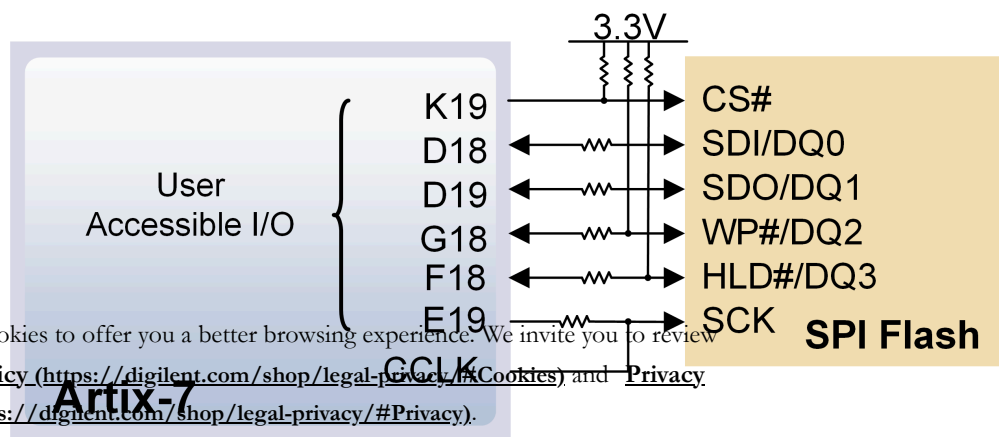 3.3V
K19
CS#
D18
SDI/DQ0
User
D19
SDO/DQ1
Accessible I/O
G18
WP#/DQ2
F18
HLD#/DQ3
E19
SCK
SPI Flash
okies to offer you a better browsing experience. We invite you to review
CCLK
icy (https://digilent.com/shop/legal-privacy/#Cookies) and Privacy
Artix-7
s://digilent.com/shop/legal-privacy/#Privacy).